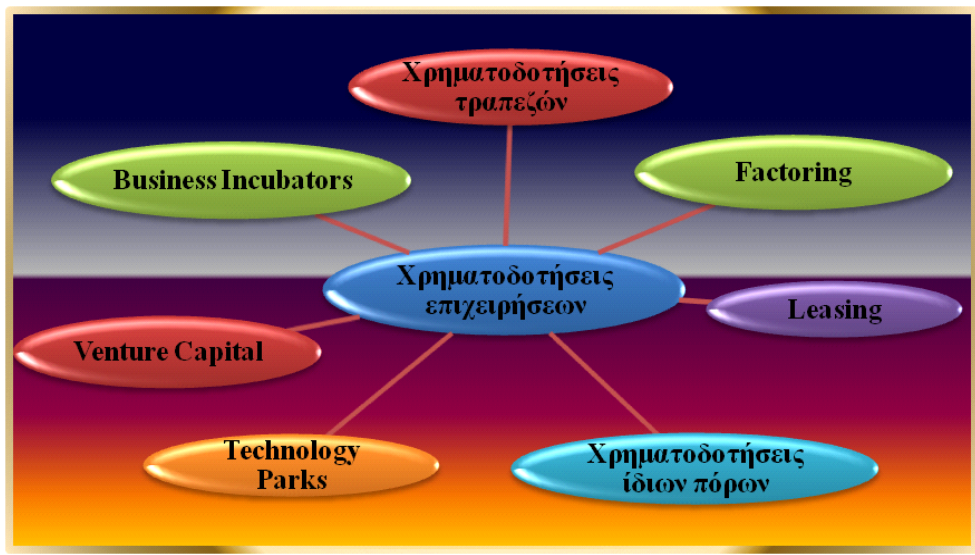 Χρηματοδοτήσεις
τραπεζών
Business Incubators
Factoring
Χρηματοδοτήσεις
επιχειρήσεων
Leasing
Venture Capital
Technology
Parks
Χρηματοδοτήσεις
ίδιων πόρων